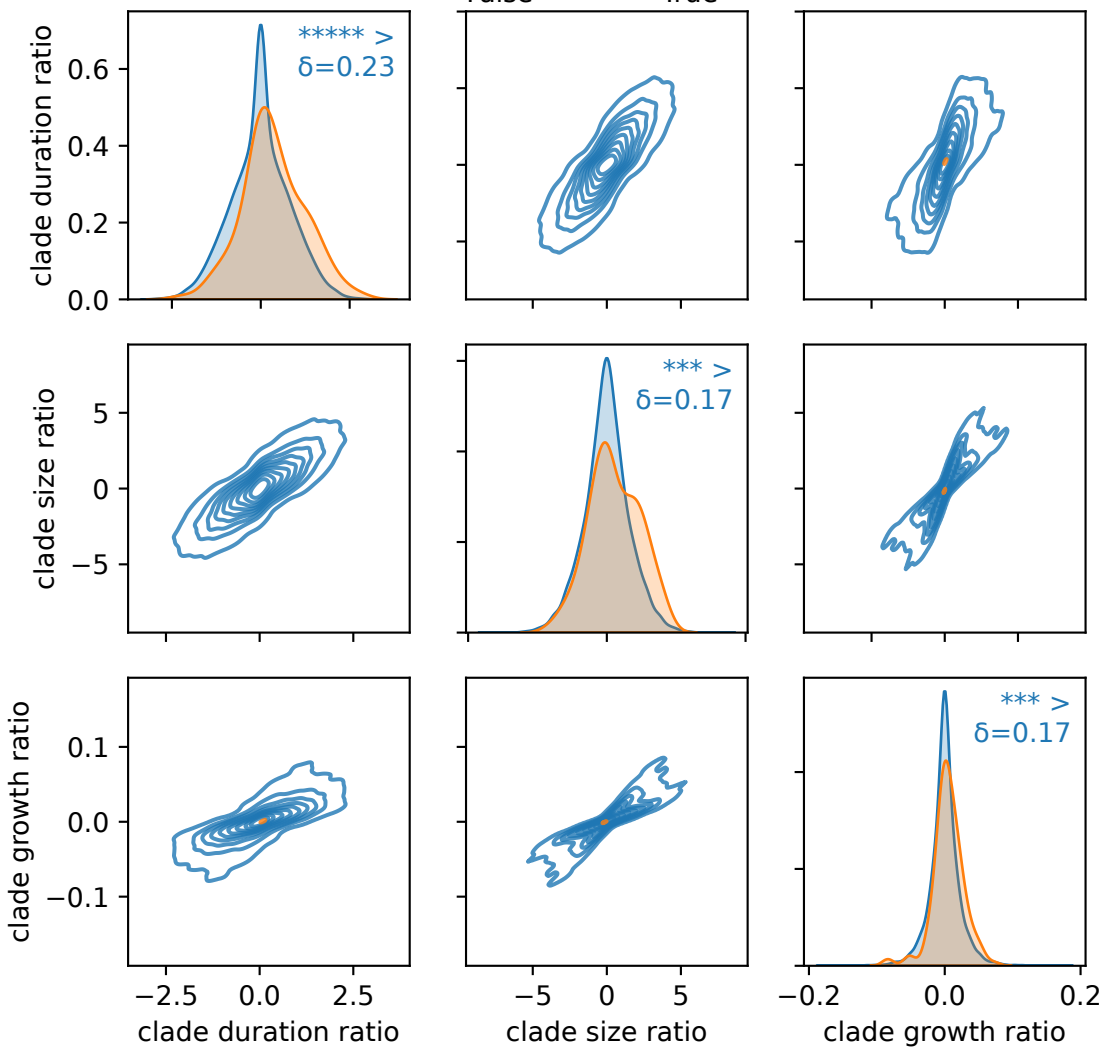 clade duration ratio
0.6
0.4
0.2
0.0
***** >
δ=0.23
clade size ratio
5
0
−5
*** >
δ=0.17
clade growth ratio
0.1
0.0
−0.1
*** >
δ=0.17
−2.5 0.0 2.5
−5 0 5
−0.2 0.0 0.2
clade duration ratio
clade size ratio
clade growth ratio